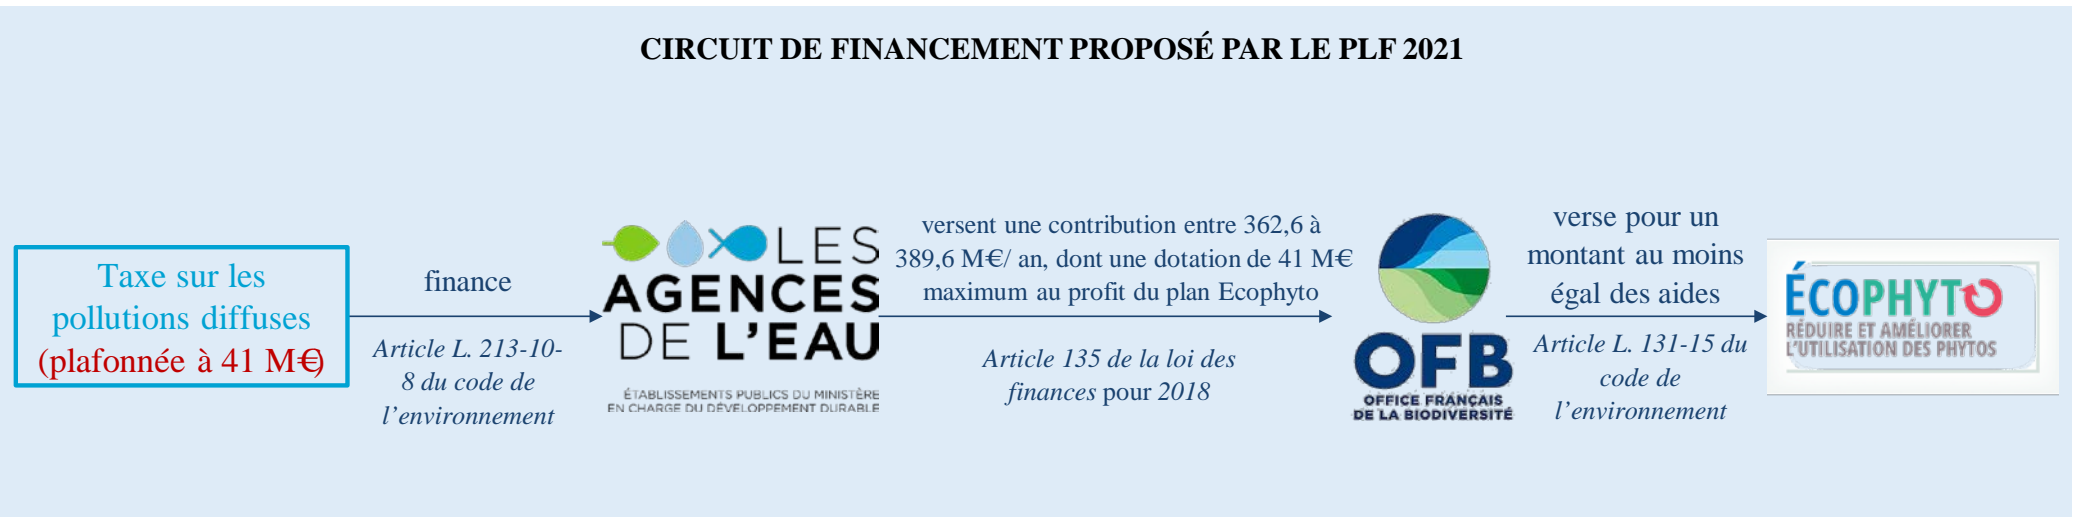 CIRCUIT DE FINANCEMENT PROPOSÉ PAR LE PLF 2021
Taxe sur les
pollutions diffuses
(plafonnée à 41 M€)
finance
Article L. 213-10-
8 du code de
l’environnement
LES
AGENCES
DE L’EAU
ÉTABLISSEMENTS PUBLICS DU MINISTÈRE
EN CHARGE DU DÉVELOPPEMENT DURABLE
versent une contribution entre 362,6 à
389,6 M€/ an, dont une dotation de 41 M€
maximum au profit du plan Ecophyto
Article 135 de la loi des
finances pour 2018
OFB
OFFICE FRANÇAIS
DE LA BIODIVERSITÉ
verse pour un
montant au moins
égal des aides
Article L. 131-15 du
code de
l’environnement
ÉCOPHYTO
RÉDUIRE ET AMÉLIORER
L’UTILISATION DES PHYTOS